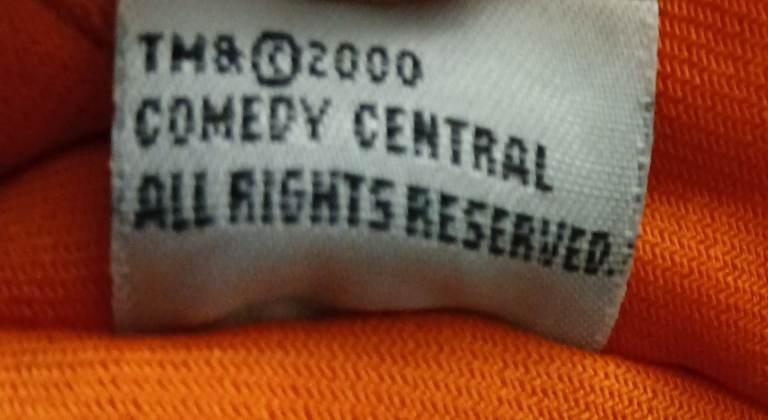 TM&©2000
COMEDY CENTRAL
ALL RIGHTS RESERVED.